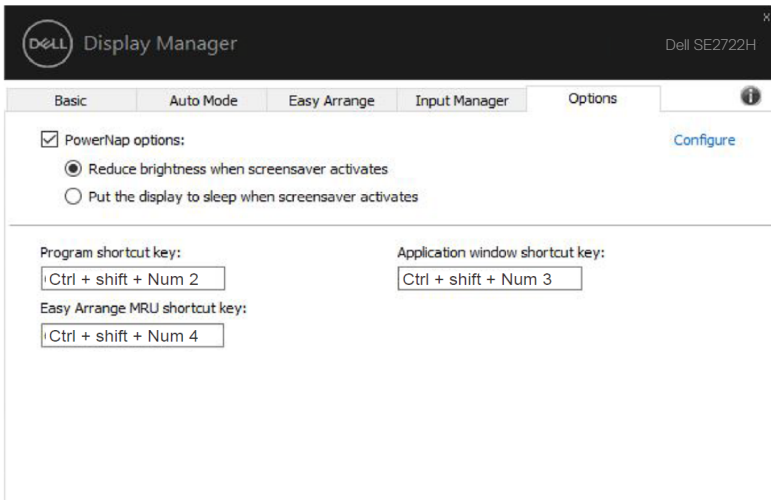 DELL Display Manager
x
Dell SE2722H
Basic Auto Mode Easy Arrange Input Manager Options
PowerNap options:
Configure
Reduce brightness when screensaver activates
Put the display to sleep when screensaver activates
Program shortcut key:
Application window shortcut key:
Ctrl + shift + Num 2
Ctrl + shift + Num 3
Easy Arrange MRU shortcut key:
Ctrl + shift + Num 4